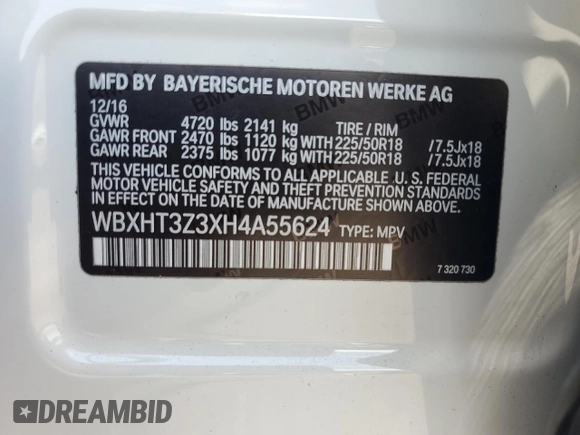 MFD BY BAYERISCHE MOTOREN WERKE AG
12/16
GVWR 4720 lbs 2141 kg TIRE / RIM
GAWR FRONT 2470 lbs 1120 kg WITH 225/50R18 /7.5Jx18
GAWR REAR 2375 lbs 1077 kg WITH 225/50R18 /7.5Jx18
THIS VEHICLE CONFORMS TO ALL APPLICABLE U. S. FEDERAL
MOTOR VEHICLE SAFETY AND THEFT PREVENTION STANDARDS
IN EFFECT ON THE DATE OF MANUFACTURE SHOWN ABOVE.
WBXHT3Z3XH4A55624 TYPE: MPV
7 320 730
DREAMBID